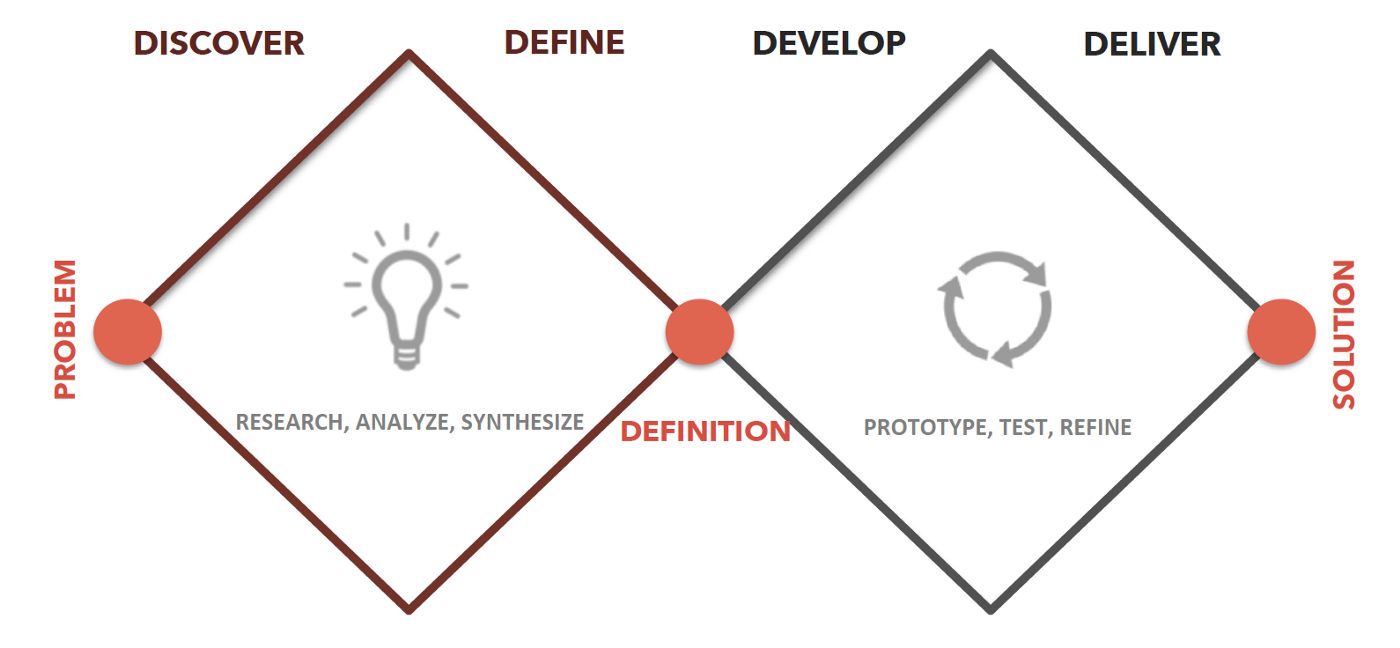 DISCOVER
DEFINE
DEVELOP
DELIVER
PROBLEM
SOLUTION
RESEARCH, ANALYZE, SYNTHESIZE
DEFINITION
PROTOTYPE, TEST, REFINE